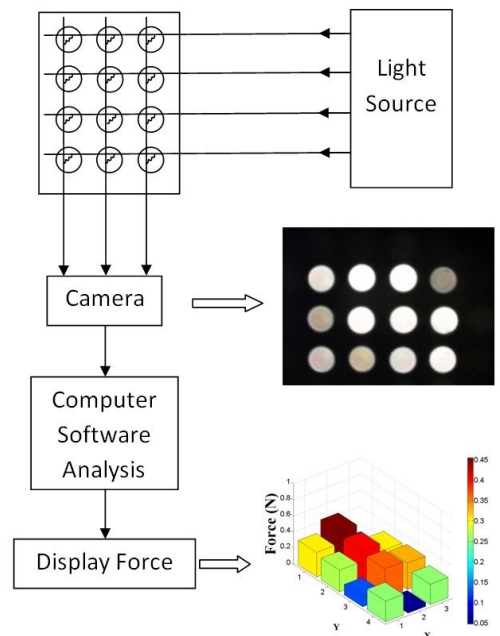 Light
Source
Camera
Computer
Software
Analysis
Display Force
Force (N)
1
0.8
0.6
0.4
0.2
0
1
2
3
4
Y
1
2
3
X
0.45
0.4
0.35
0.3
0.25
0.2
0.15
0.1
0.05